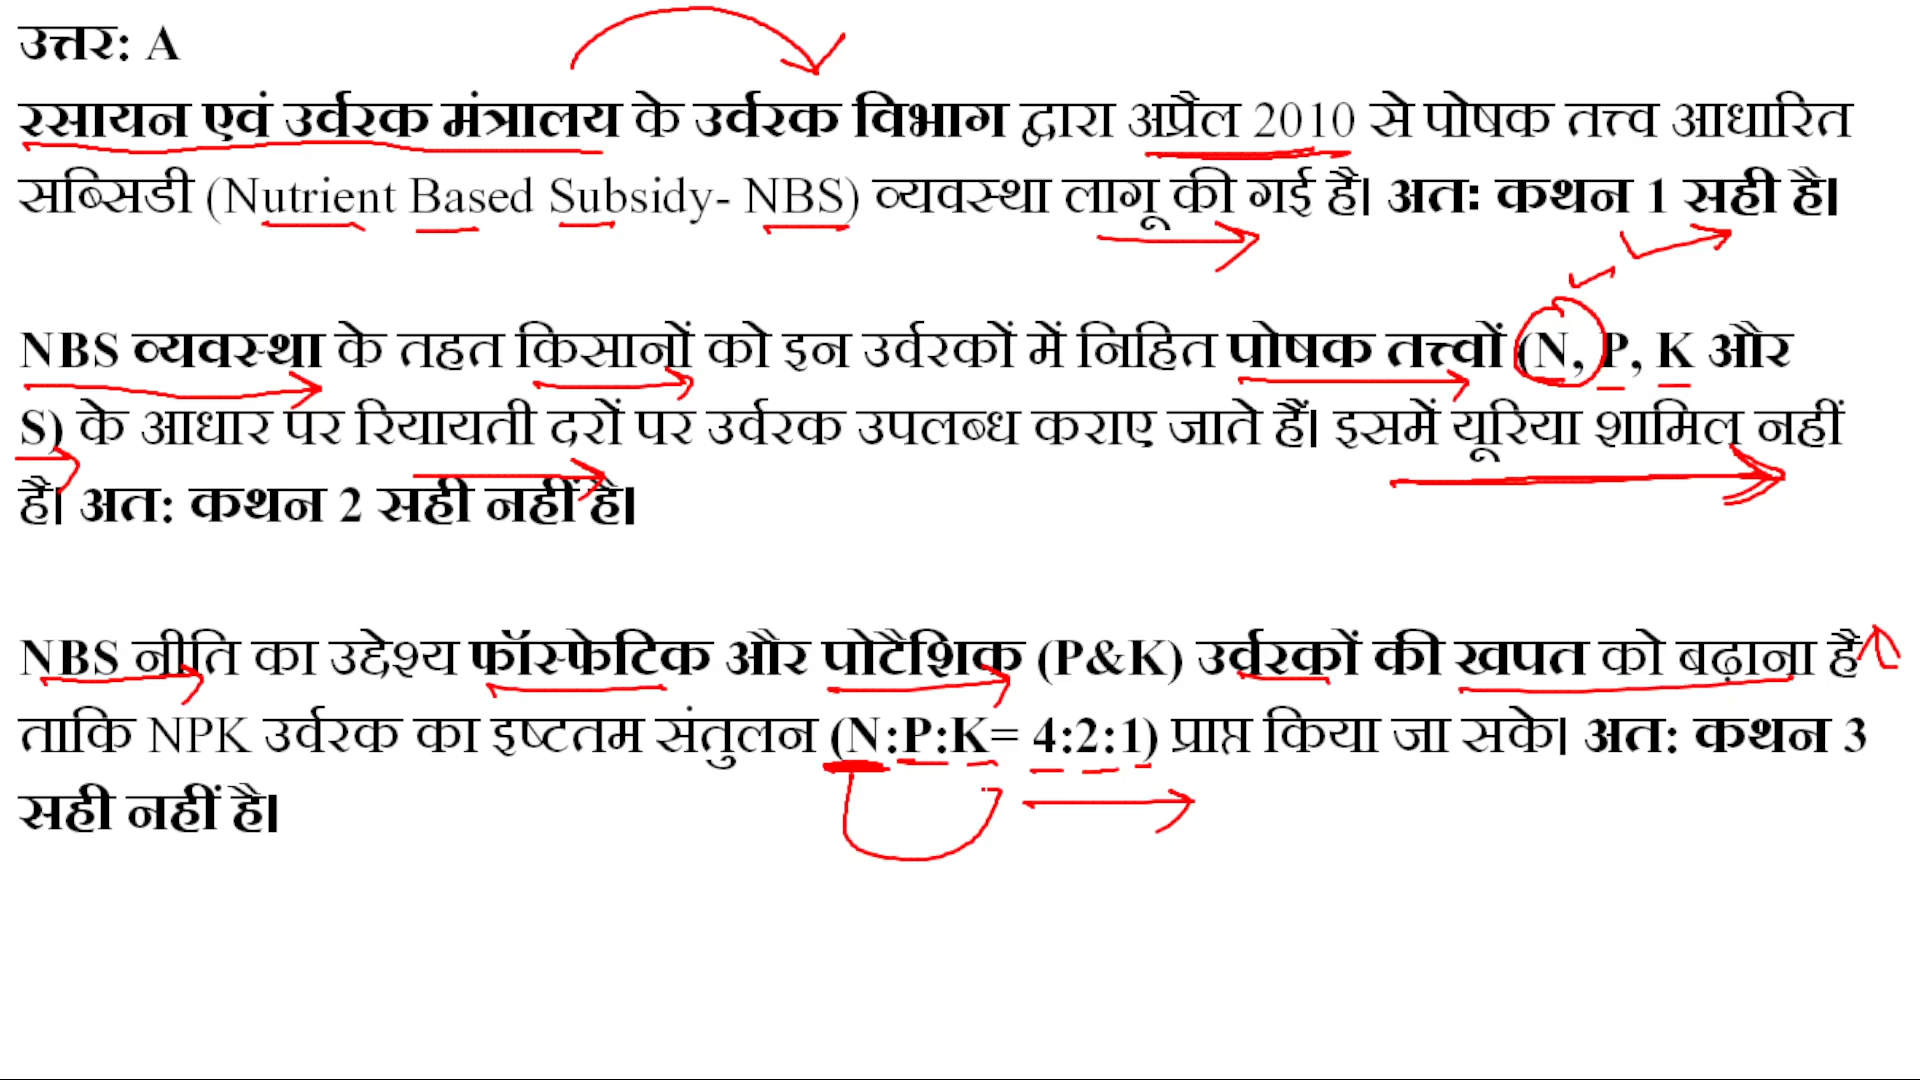 उत्तर: A
रसायन एवं उर्वरक मंत्रालय के उर्वरक विभाग द्वारा अप्रैल 2010 से पोषक तत्त्व आधारित
सब्सिडी (Nutrient Based Subsidy- NBS) व्यवस्था लागू की गई है। अतः कथन 1 सही है।
NBS व्यवस्था के तहत किसानों को इन उर्वरकों में निहित पोषक तत्त्वों (N, P, K और
S) के आधार पर रियायती दरों पर उर्वरक उपलब्ध कराए जाते हैं। इसमें यूरिया शामिल नहीं
है। अत: कथन 2 सही नहीं है।
NBS नीति का उद्देश्य फॉस्फेटिक और पोटैशिक (P&K) उर्वरकों की खपत को बढ़ाना है
ताकि NPK उर्वरक का इष्टतम संतुलन (N:P:K= 4:2:1) प्राप्त किया जा सके। अत: कथन 3
सही नहीं है।